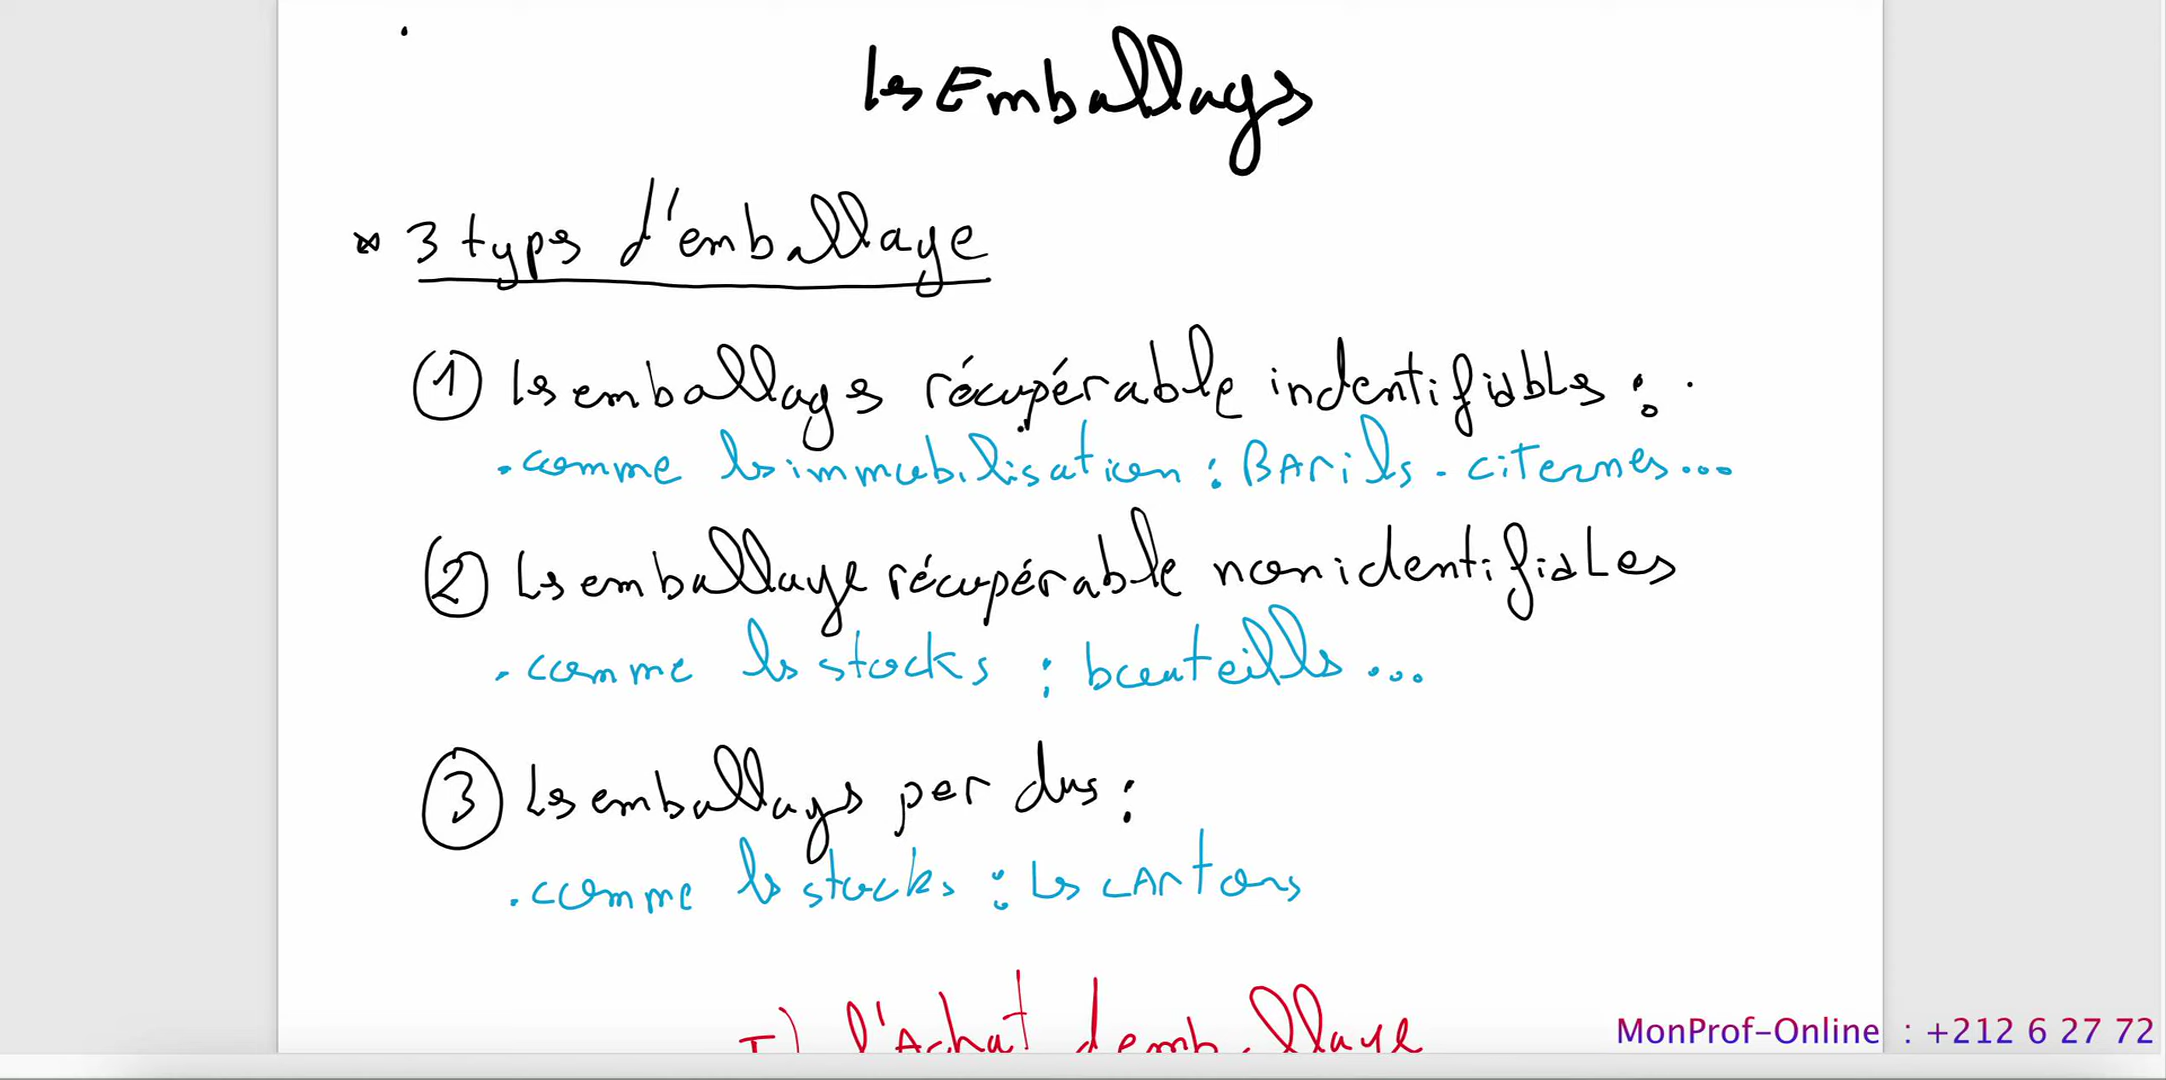 Les Emballages
* 3 types d'emballage
① les emballages récupérable indentifiables :
. comme les immobilisation : BARils - citernes...
② Les emballage récupérable non identifiables
. comme les stocks : bouteilles ...
③ Les emballages perdus :
. comme les stocks : Les CARtons
I) l'Achat d'emballage
MonProf-Online : +212 6 27 72